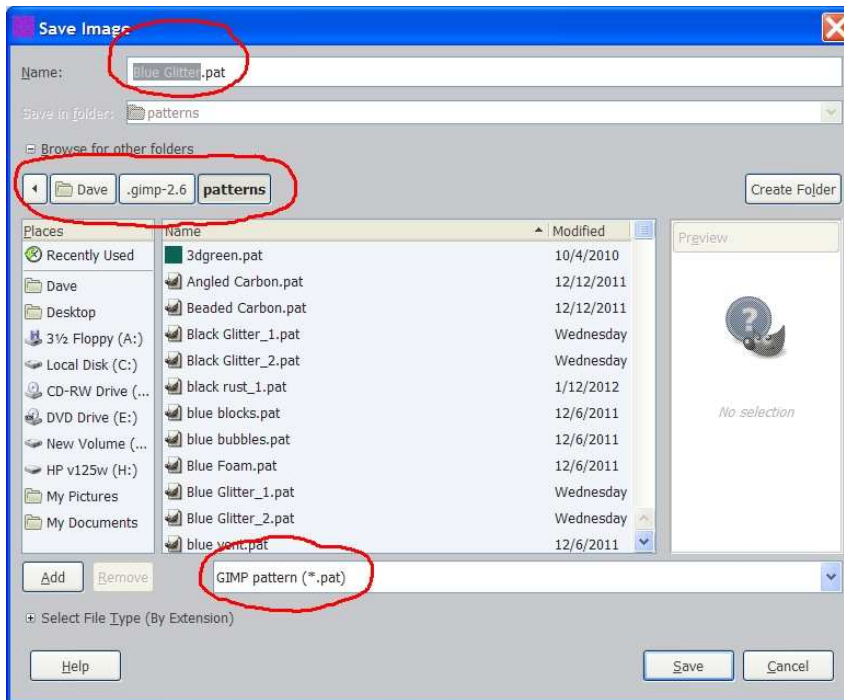 Save Image
Name: Blue Glitter.pat
Save in folder: patterns
Browse for other folders
Dave .gimp-2.6 patterns Create Folder
Places Name Modified Preview
Recently Used 3dgreen.pat 10/4/2010
Dave Angled Carbon.pat 12/12/2011
Desktop Beaded Carbon.pat 12/12/2011
3½ Floppy (A:) Black Glitter_1.pat Wednesday
Local Disk (C:) Black Glitter_2.pat Wednesday
CD-RW Drive (... black rust_1.pat 1/12/2012
DVD Drive (E:) blue blocks.pat 12/6/2011 No selection
New Volume (... blue bubbles.pat 12/6/2011
HP v125w (H:) Blue Foam.pat 12/6/2011
My Pictures Blue Glitter_1.pat Wednesday
My Documents Blue Glitter_2.pat Wednesday
blue vent.pat 12/6/2011
Add Remove GIMP pattern (*.pat)
Select File Type (By Extension)
Help Save Cancel